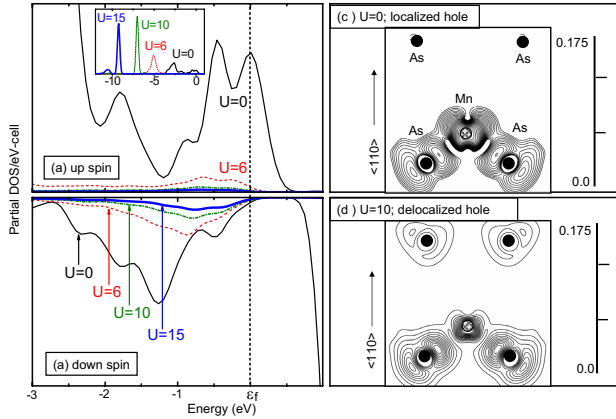 Partial DOS/eV-cell
U=15
U=10
U=6
U=0
-10
-5
0
U=0
U=6
(a) up spin
U=0
U=6
U=10
U=15
(a) down spin
-3
-2
-1
εf
Energy (eV)
(c) U=0; localized hole
0.175
As
As
Mn
As
As
<110>
0.0
(d) U=10; delocalized hole
0.175
<110>
0.0